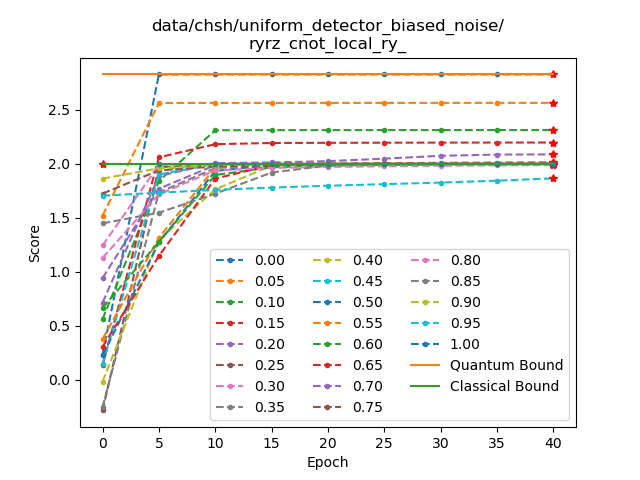 data/chsh/uniform_detector_biased_noise/
ryrz_cnot_local_ry_
Score
2.5
2.0
1.5
1.0
0.5
0.0
0.00 0.40 0.80
0.05 0.45 0.85
0.10 0.50 0.90
0.15 0.55 0.95
0.20 0.60 1.00
0.25 0.65 Quantum Bound
0.30 0.70 Classical Bound
0.35 0.75
0 5 10 15 20 25 30 35 40
Epoch